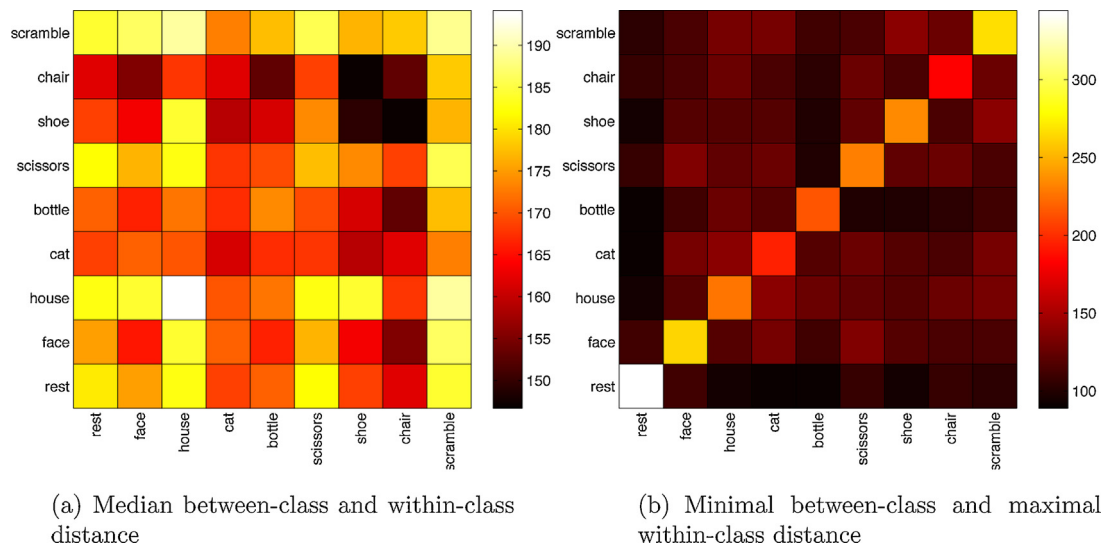 scramble
chair
shoe
scissors
bottle
cat
house
face
rest
rest
face
house
cat
bottle
scissors
shoe
chair
scramble
190
185
180
175
170
165
160
155
150
(a) Median between-class and within-class
distance
scramble
chair
shoe
scissors
bottle
cat
house
face
rest
rest
face
house
cat
bottle
scissors
shoe
chair
scramble
300
250
200
150
100
(b) Minimal between-class and maximal
within-class distance